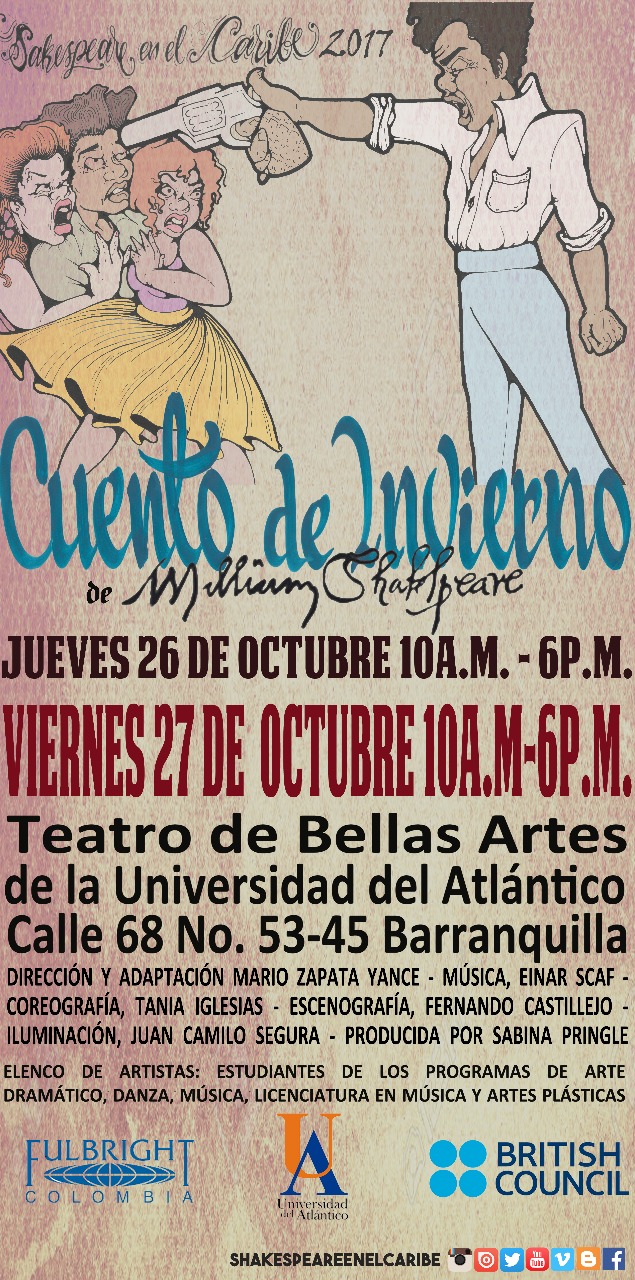 Sakespeare en el Caribe 2017
Cuento de Invierno
de William Shakspeare
JUEVES 26 DE OCTUBRE 10A.M. - 6P.M.
VIERNES 27 DE OCTUBRE 10A.M-6P.M.
Teatro de Bellas Artes
de la Universidad del Atlántico
Calle 68 No. 53-45 Barranquilla
DIRECCIÓN Y ADAPTACIÓN MARIO ZAPATA YANCE - MÚSICA, EINAR SCAF -
COREOGRAFÍA, TANIA IGLESIAS - ESCENOGRAFÍA, FERNANDO CASTILLEJO -
ILUMINACIÓN, JUAN CAMILO SEGURA - PRODUCIDA POR SABINA PRINGLE
ELENCO DE ARTISTAS: ESTUDIANTES DE LOS PROGRAMAS DE ARTE
DRAMÁTICO, DANZA, MÚSICA, LICENCIATURA EN MÚSICA Y ARTES PLÁSTICAS
FULBRIGHT
COLOMBIA
UA
Universidad
del Atlántico
BRITISH
COUNCIL
SHAKESPEAREENELCARIBE
You Tube